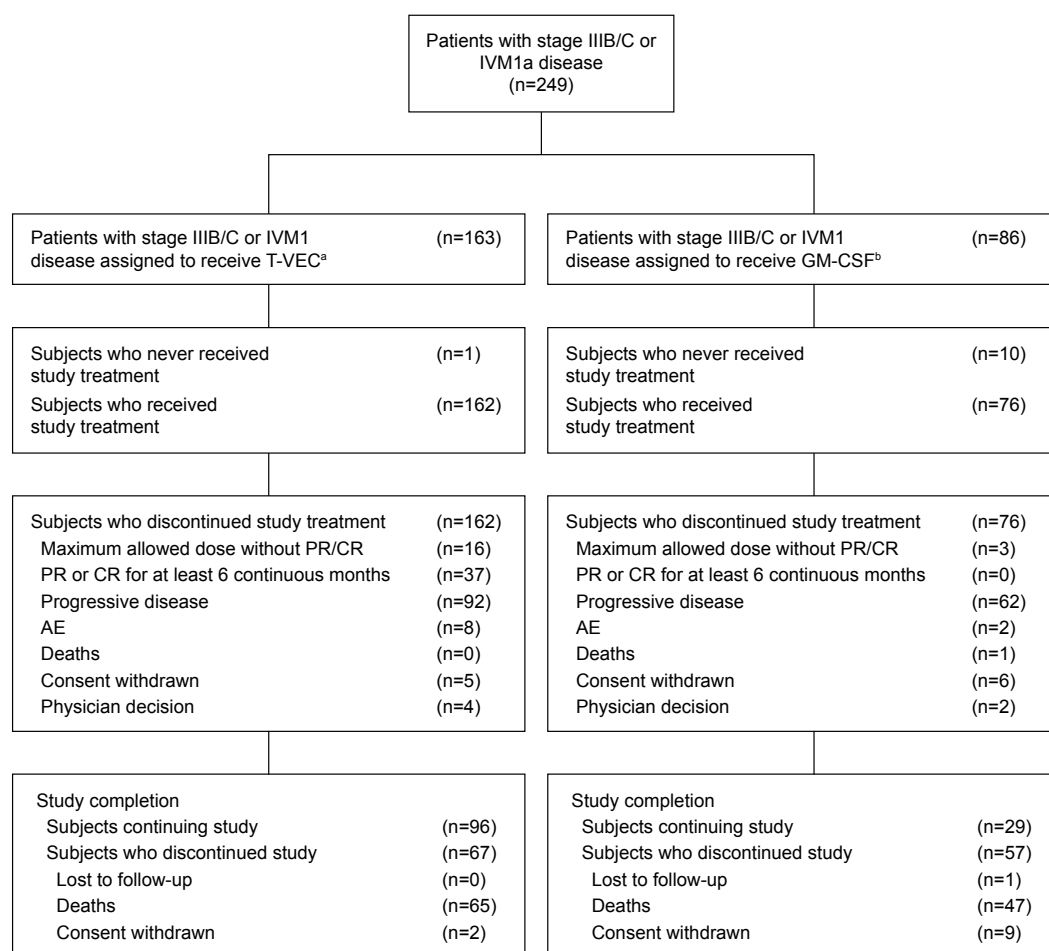 Patients with stage IIIB/C or
IVM1a disease
(n=249)
Patients with stage IIIB/C or IVM1 (n=163)
disease assigned to receive T-VECᵃ
Patients with stage IIIB/C or IVM1 (n=86)
disease assigned to receive GM-CSFᵇ
Subjects who never received (n=1)
study treatment
Subjects who received (n=162)
study treatment
Subjects who never received (n=10)
study treatment
Subjects who received (n=76)
study treatment
Subjects who discontinued study treatment (n=162)
Maximum allowed dose without PR/CR (n=16)
PR or CR for at least 6 continuous months (n=37)
Progressive disease (n=92)
AE (n=8)
Deaths (n=0)
Consent withdrawn (n=5)
Physician decision (n=4)
Subjects who discontinued study treatment (n=76)
Maximum allowed dose without PR/CR (n=3)
PR or CR for at least 6 continuous months (n=0)
Progressive disease (n=62)
AE (n=2)
Deaths (n=1)
Consent withdrawn (n=6)
Physician decision (n=2)
Study completion
Subjects continuing study (n=96)
Subjects who discontinued study (n=67)
Lost to follow-up (n=0)
Deaths (n=65)
Consent withdrawn (n=2)
Study completion
Subjects continuing study (n=29)
Subjects who discontinued study (n=57)
Lost to follow-up (n=1)
Deaths (n=47)
Consent withdrawn (n=9)